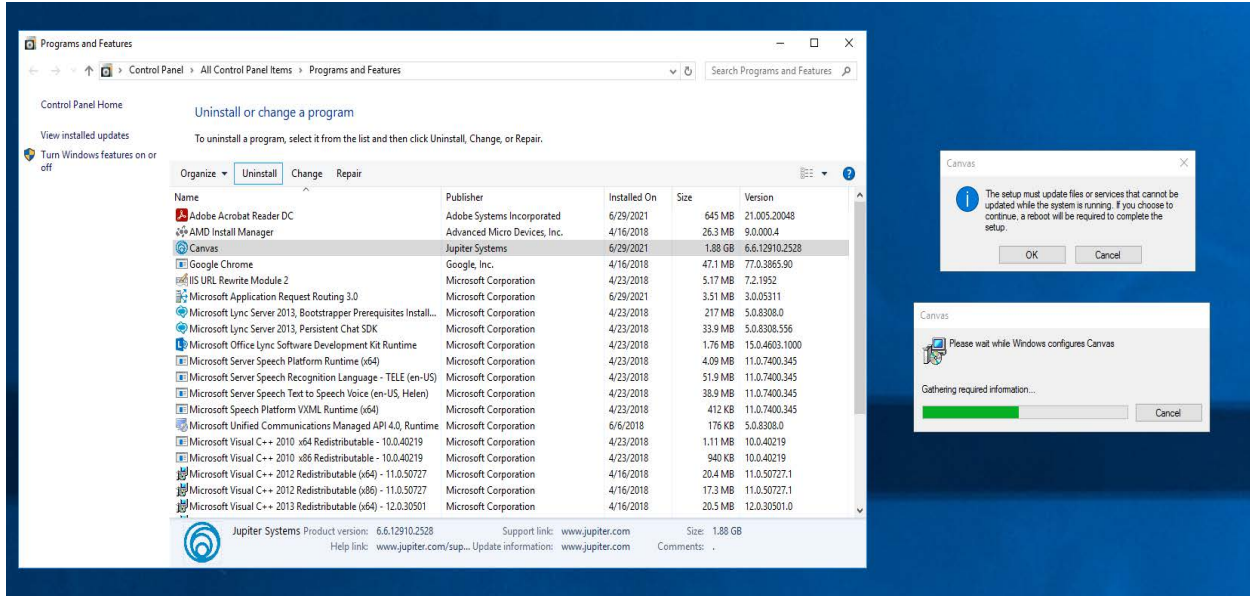 Programs and Features
Control Panel > All Control Panel Items > Programs and Features
Search Programs and Features
Control Panel Home
View installed updates
Turn Windows features on or
off
Uninstall or change a program
To uninstall a program, select it from the list and then click Uninstall, Change, or Repair.
Organize Uninstall Change Repair
Name Publisher Installed On Size Version
Adobe Acrobat Reader DC Adobe Systems Incorporated 6/29/2021 645 MB 21.005.20048
AMD Install Manager Advanced Micro Devices, Inc. 4/16/2018 26.3 MB 9.0.000.4
Canvas Jupiter Systems 6/29/2021 1.88 GB 6.6.12910.2528
Google Chrome Google, Inc. 4/16/2018 47.1 MB 77.0.3865.90
IIS URL Rewrite Module 2 Microsoft Corporation 4/23/2018 5.17 MB 7.2.1952
Microsoft Application Request Routing 3.0 Microsoft Corporation 6/29/2021 3.51 MB 3.0.05311
Microsoft Lync Server 2013, Bootstrapper Prerequisites Install... Microsoft Corporation 4/23/2018 217 MB 5.0.8308.0
Microsoft Lync Server 2013, Persistent Chat SDK Microsoft Corporation 4/23/2018 33.9 MB 5.0.8308.556
Microsoft Office Lync Software Development Kit Runtime Microsoft Corporation 4/23/2018 1.76 MB 15.0.4603.1000
Microsoft Server Speech Platform Runtime (x64) Microsoft Corporation 4/23/2018 4.09 MB 11.0.7400.345
Microsoft Server Speech Recognition Language - TELE (en-US) Microsoft Corporation 4/23/2018 51.9 MB 11.0.7400.345
Microsoft Server Speech Text to Speech Voice (en-US, Helen) Microsoft Corporation 4/23/2018 38.9 MB 11.0.7400.345
Microsoft Speech Platform VXML Runtime (x64) Microsoft Corporation 4/23/2018 412 KB 11.0.7400.345
Microsoft Unified Communications Managed API 4.0, Runtime Microsoft Corporation 6/6/2018 176 KB 5.0.8308.0
Microsoft Visual C++ 2010 x64 Redistributable - 10.0.40219 Microsoft Corporation 4/23/2018 1.11 MB 10.0.40219
Microsoft Visual C++ 2010 x86 Redistributable - 10.0.40219 Microsoft Corporation 4/23/2018 940 KB 10.0.40219
Microsoft Visual C++ 2012 Redistributable (x64) - 11.0.50727 Microsoft Corporation 4/16/2018 20.4 MB 11.0.50727.1
Microsoft Visual C++ 2012 Redistributable (x86) - 11.0.50727 Microsoft Corporation 4/16/2018 17.3 MB 11.0.50727.1
Microsoft Visual C++ 2013 Redistributable (x64) - 12.0.30501 Microsoft Corporation 4/16/2018 20.5 MB 12.0.30501.0
Jupiter Systems Product version: 6.6.12910.2528 Support link: www.jupiter.com Size: 1.88 GB
Help link: www.jupiter.com/sup... Update information: www.jupiter.com Comments: .
Canvas
The setup must update files or services that cannot be
updated while the system is running. If you choose to
continue, a reboot will be required to complete the
setup.
OK Cancel
Canvas
Please wait while Windows configures Canvas
Gathering required information...
Cancel